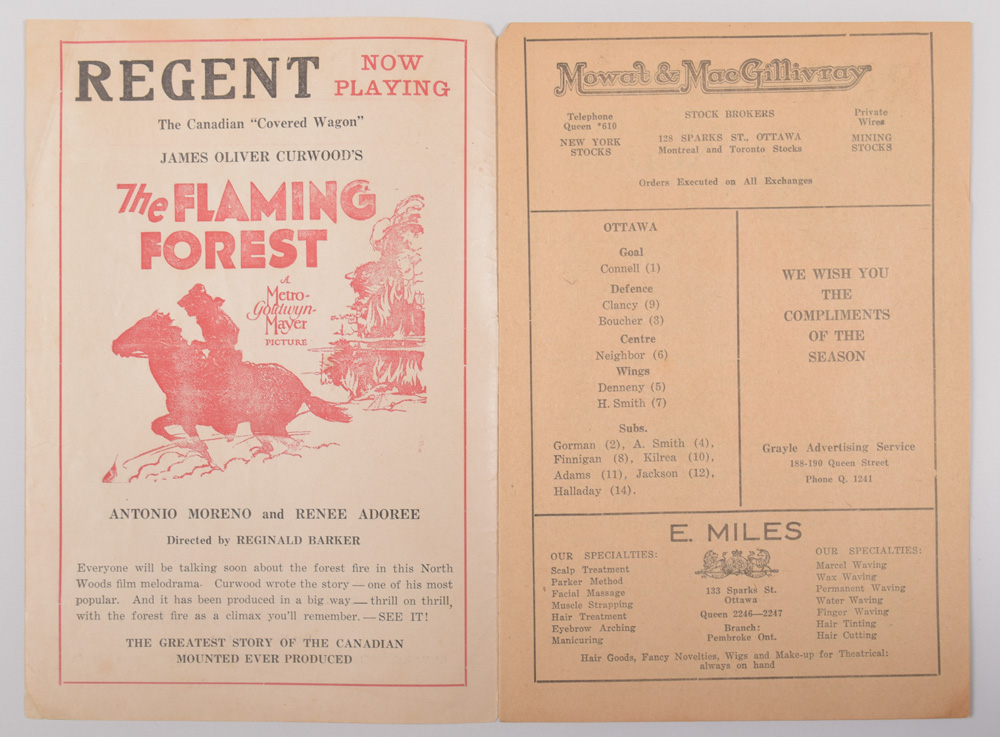 REGENT NOW PLAYING
The Canadian "Covered Wagon"
JAMES OLIVER CURWOOD'S
The FLAMING
FOREST
A
Metro-
Goldwyn-
Mayer
PICTURE
ANTONIO MORENO and RENEE ADOREE
Directed by REGINALD BARKER
Everyone will be talking soon about the forest fire in this North
Woods film melodrama. Curwood wrote the story — one of his most
popular. And it has been produced in a big way — thrill on thrill,
with the forest fire as a climax you'll remember. — SEE IT!
THE GREATEST STORY OF THE CANADIAN
MOUNTED EVER PRODUCED
Mowat & MacGillivray
Telephone
Queen *610
NEW YORK
STOCKS
STOCK BROKERS
128 SPARKS ST., OTTAWA
Montreal and Toronto Stocks
Private
Wires
MINING
STOCKS
Orders Executed on All Exchanges
OTTAWA
Goal
Connell (1)
Defence
Clancy (9)
Boucher (3)
Centre
Neighbor (6)
Wings
Denneny (5)
H. Smith (7)
Subs.
Gorman (2), A. Smith (4),
Finnigan (8), Kilrea (10),
Adams (11), Jackson (12),
Halladay (14).
WE WISH YOU
THE
COMPLIMENTS
OF THE
SEASON
Grayle Advertising Service
188-190 Queen Street
Phone Q. 1241
E. MILES
OUR SPECIALTIES:
Scalp Treatment
Parker Method
Facial Massage
Muscle Strapping
Hair Treatment
Eyebrow Arching
Manicuring
133 Sparks St.
Ottawa
Queen 2246—2247
Branch:
Pembroke Ont.
OUR SPECIALTIES:
Marcel Waving
Wax Waving
Permanent Waving
Water Waving
Finger Waving
Hair Tinting
Hair Cutting
Hair Goods, Fancy Novelties, Wigs and Make-up for Theatrical:
always on hand